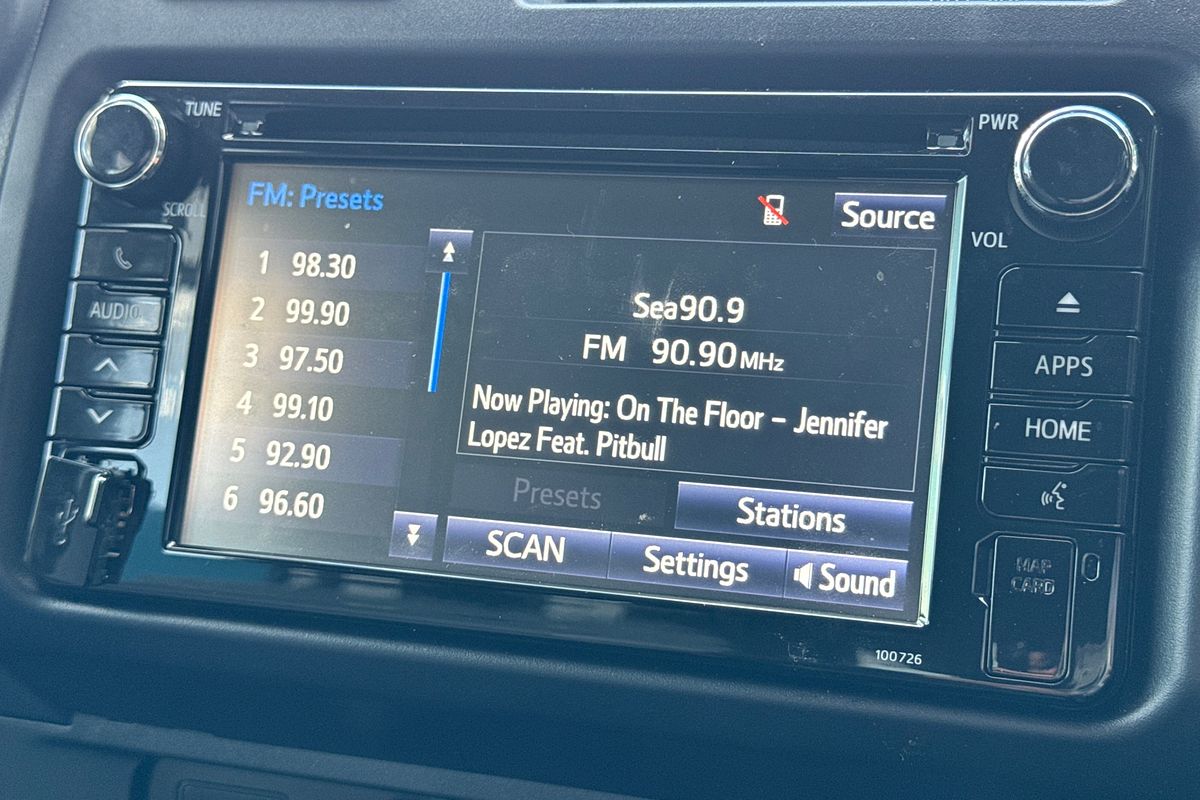 TUNE
PWR
SCROLL
VOL
AUDIO
FM: Presets
Source
1 98.30
2 99.90
3 97.50
4 99.10
5 92.90
6 96.60
Sea90.9
FM 90.90 MHz
Now Playing: On The Floor – Jennifer
Lopez Feat. Pitbull
Presets
Stations
SCAN
Settings
Sound
APPS
HOME
MAP
CARD
100726